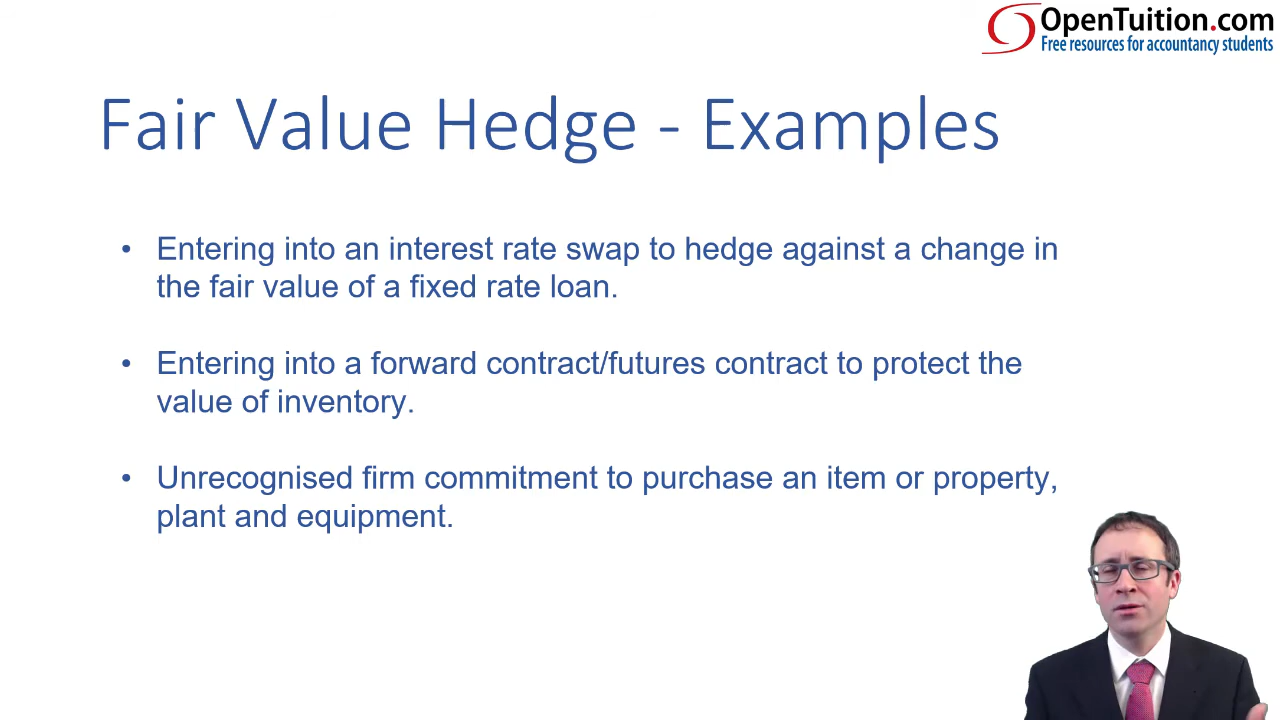 OpenTuition.com
Free resources for accountancy students
Fair Value Hedge - Examples
• Entering into an interest rate swap to hedge against a change in
the fair value of a fixed rate loan.
• Entering into a forward contract/futures contract to protect the
value of inventory.
• Unrecognised firm commitment to purchase an item or property,
plant and equipment.